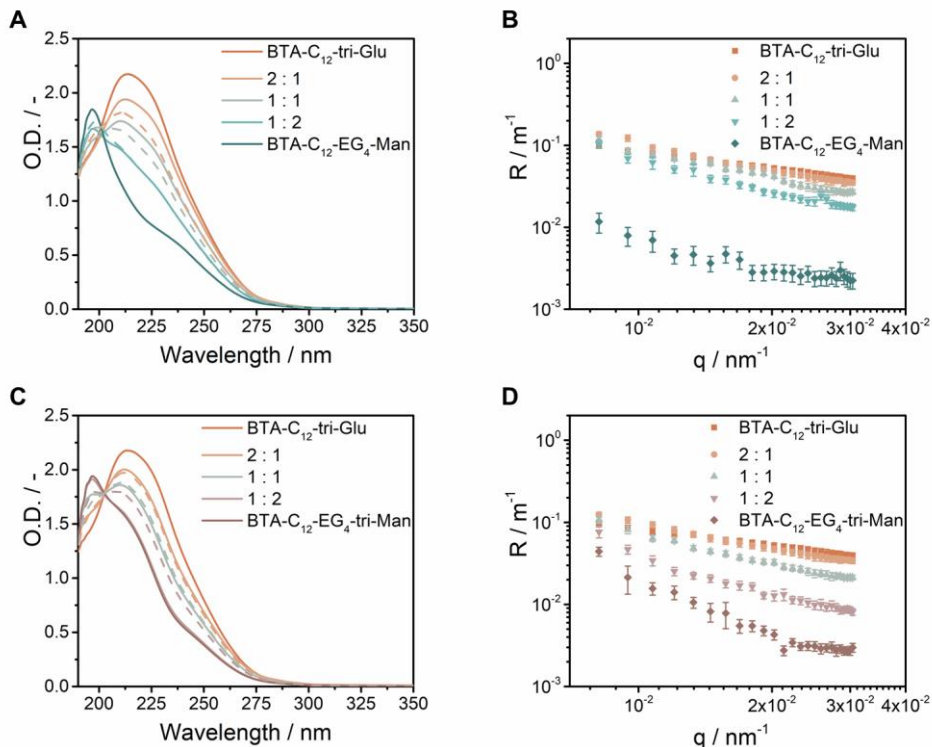 A
2.5
2.0
1.5
1.0
0.5
0.0
O.D. / -
BTA-C₁₂-tri-Glu
2 : 1
1 : 1
1 : 2
BTA-C₁₂-EG₄-Man
200 225 250 275 300 325 350
Wavelength / nm
B
10⁰
10⁻¹
10⁻²
10⁻³
R / m⁻¹
BTA-C₁₂-tri-Glu
2 : 1
1 : 1
1 : 2
BTA-C₁₂-EG₄-Man
10⁻² 2x10⁻² 3x10⁻² 4x10⁻²
q / nm⁻¹
C
2.5
2.0
1.5
1.0
0.5
0.0
O.D. / -
BTA-C₁₂-tri-Glu
2 : 1
1 : 1
1 : 2
BTA-C₁₂-EG₄-tri-Man
200 225 250 275 300 325 350
Wavelength / nm
D
10⁰
10⁻¹
10⁻²
10⁻³
R / m⁻¹
BTA-C₁₂-tri-Glu
2 : 1
1 : 1
1 : 2
BTA-C₁₂-EG₄-tri-Man
10⁻² 2x10⁻² 3x10⁻² 4x10⁻²
q / nm⁻¹